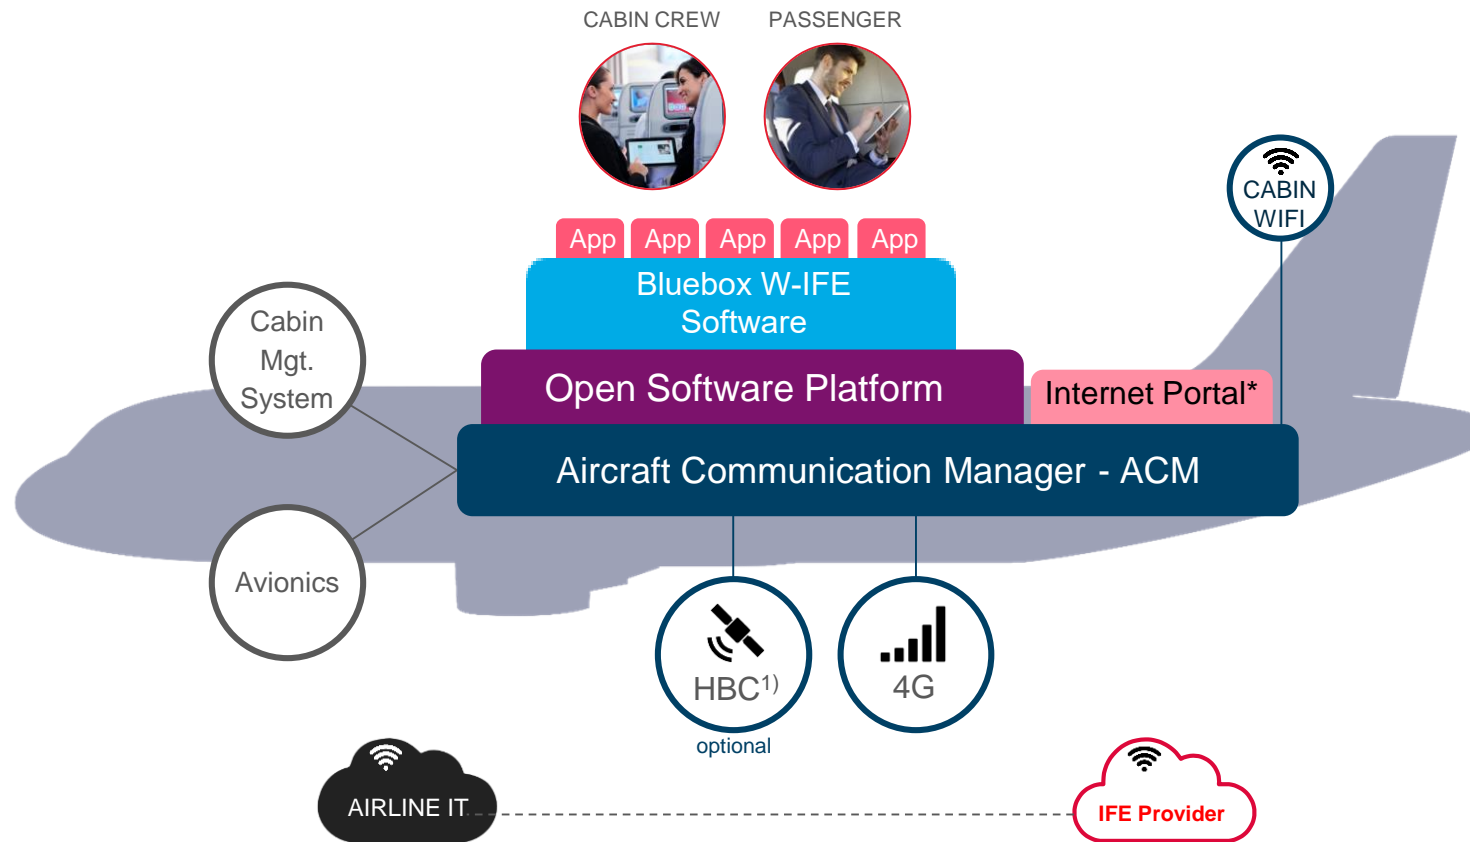 CABIN CREW
PASSENGER
CABIN
WIFI
App
App
App
App
App
Bluebox W-IFE
Software
Cabin
Mgt.
System
Open Software Platform
Internet Portal*
Aircraft Communication Manager - ACM
Avionics
HBC1)
4G
optional
AIRLINE IT
IFE Provider